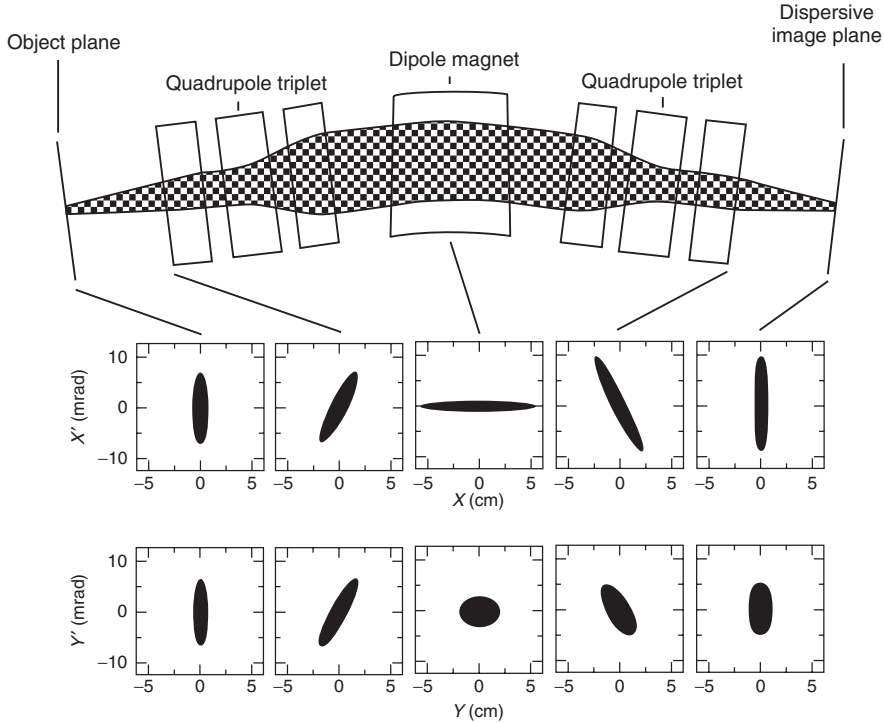 Object plane
Dispersive
image plane
Quadrupole triplet
Dipole magnet
Quadrupole triplet
X′ (mrad)
10
0
−10
−5 0 5 −5 0 5 −5 0 5 −5 0 5 −5 0 5
X (cm)
Y′ (mrad)
10
0
−10
−5 0 5 −5 0 5 −5 0 5 −5 0 5 −5 0 5
Y (cm)